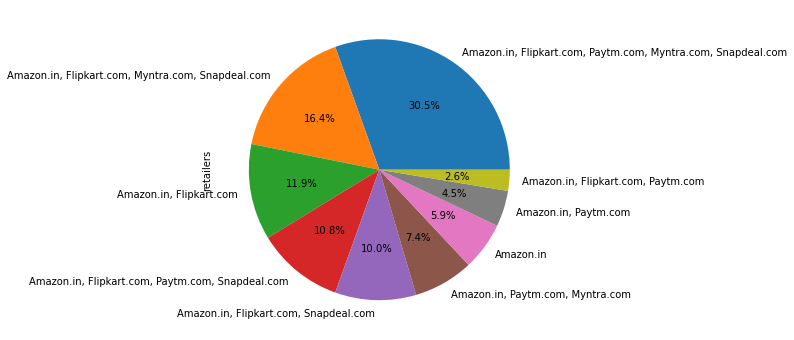 Amazon.in, Flipkart.com, Paytm.com, Myntra.com, Snapdeal.com
30.5%
Amazon.in, Flipkart.com, Myntra.com, Snapdeal.com
16.4%
retailers
Amazon.in, Flipkart.com
11.9%
Amazon.in, Flipkart.com, Paytm.com, Snapdeal.com
10.8%
Amazon.in, Flipkart.com, Snapdeal.com
10.0%
Amazon.in, Paytm.com, Myntra.com
7.4%
Amazon.in
5.9%
Amazon.in, Paytm.com
4.5%
Amazon.in, Flipkart.com, Paytm.com
2.6%